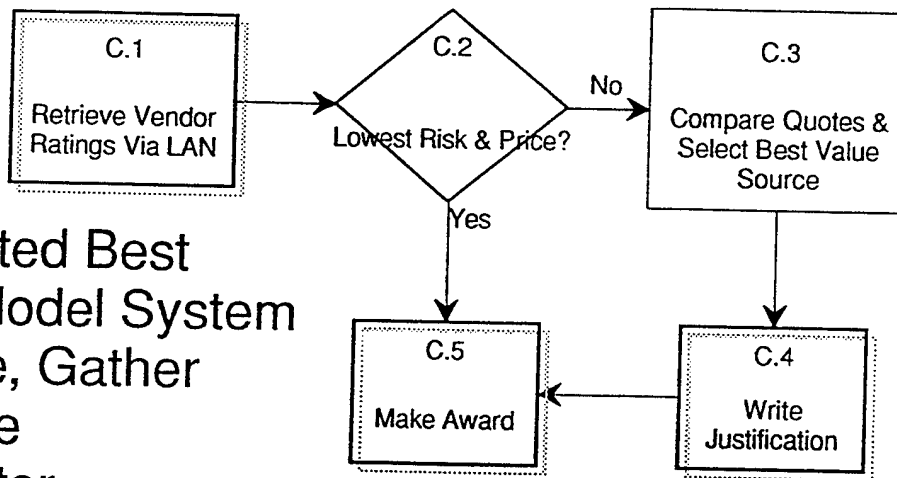 C.1
Retrieve Vendor
Ratings Via LAN
C.2
Lowest Risk & Price?
No
Yes
C.3
Compare Quotes &
Select Best Value
Source
C.4
Write
Justification
C.5
Make Award
ted Best
odel System
, Gather